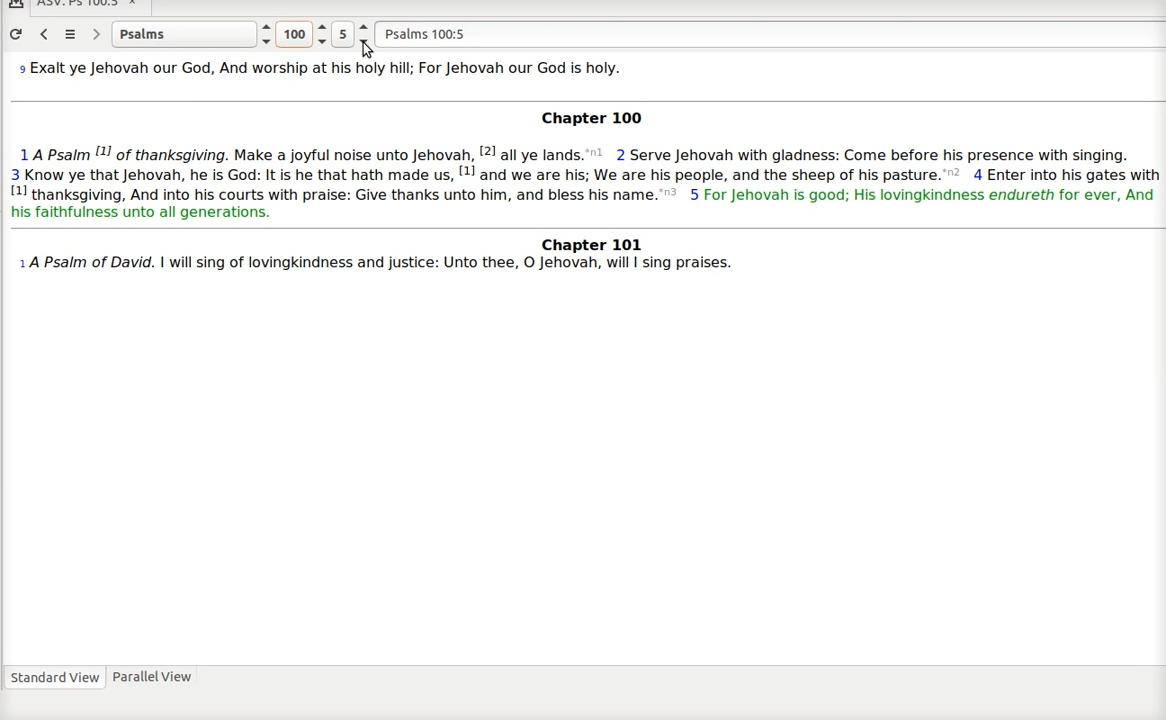 ASV: Ps 100:5 ×
Psalms 100 5 Psalms 100:5
9 Exalt ye Jehovah our God, And worship at his holy hill; For Jehovah our God is holy.
Chapter 100
1 A Psalm [1] of thanksgiving. Make a joyful noise unto Jehovah, [2] all ye lands.*n1 2 Serve Jehovah with gladness: Come before his presence with singing.
3 Know ye that Jehovah, he is God: It is he that hath made us, [1] and we are his; We are his people, and the sheep of his pasture.*n2 4 Enter into his gates with
[1] thanksgiving, And into his courts with praise: Give thanks unto him, and bless his name.*n3 5 For Jehovah is good; His lovingkindness endureth for ever, And
his faithfulness unto all generations.
Chapter 101
1 A Psalm of David. I will sing of lovingkindness and justice: Unto thee, O Jehovah, will I sing praises.
Standard View Parallel View